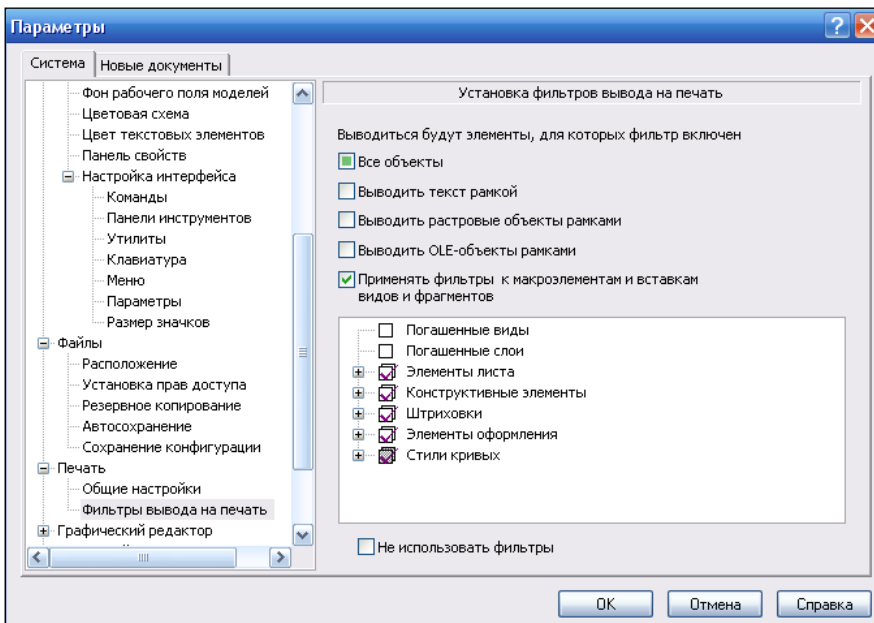 Параметры
Система
Новые документы
Фон рабочего поля моделей
Цветовая схема
Цвет текстовых элементов
Панель свойств
Настройка интерфейса
Команды
Панели инструментов
Утилиты
Клавиатура
Меню
Параметры
Размер значков
Файлы
Расположение
Установка прав доступа
Резервное копирование
Автосохранение
Сохранение конфигурации
Печать
Общие настройки
Фильтры вывода на печать
Графический редактор
Установка фильтров вывода на печать
Выводиться будут элементы, для которых фильтр включен
Все объекты
Выводить текст рамкой
Выводить растровые объекты рамками
Выводить OLE-объекты рамками
Применять фильтры к макроэлементам и вставкам
видов и фрагментов
Погашенные виды
Погашенные слои
Элементы листа
Конструктивные элементы
Штриховки
Элементы оформления
Стили кривых
Не использовать фильтры
ОК
Отмена
Справка